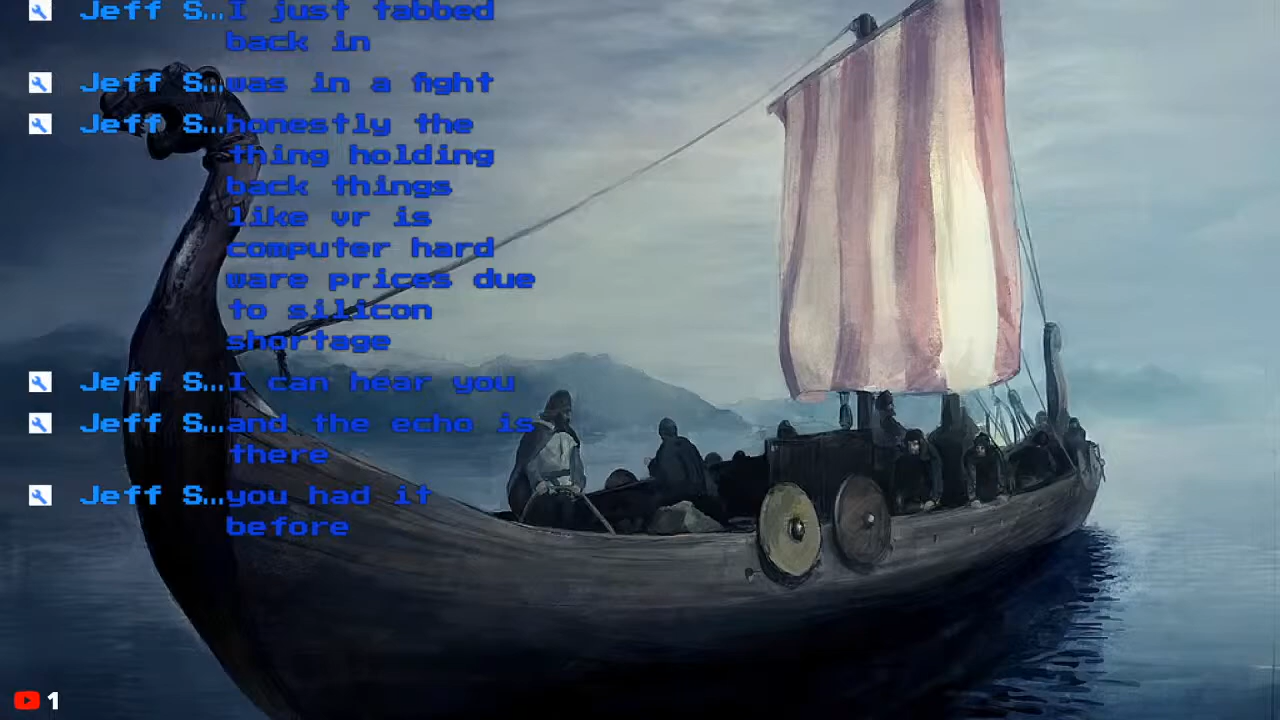 Jeff S... I just tabbed
back in
Jeff S... was in a fight
Jeff S... honestly the
thing holding
back things
like vr is
computer hard
ware prices due
to silicon
shortage
Jeff S... I can hear you
Jeff S... and the echo is
there
Jeff S... you had it
before
1